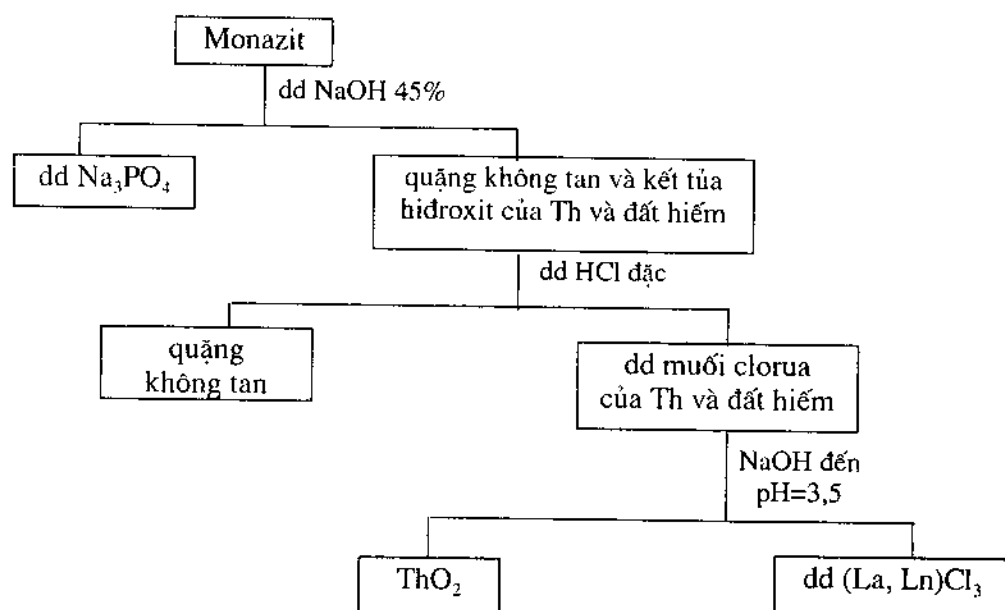 Monazit
dd NaOH 45%
dd Na₃PO₄
quặng không tan và kết tủa
hiđroxit của Th và đất hiếm
dd HCl đặc
quặng
không tan
dd muối clorua
của Th và đất hiếm
NaOH đến
pH=3,5
ThO₂
dd (La, Ln)Cl₃